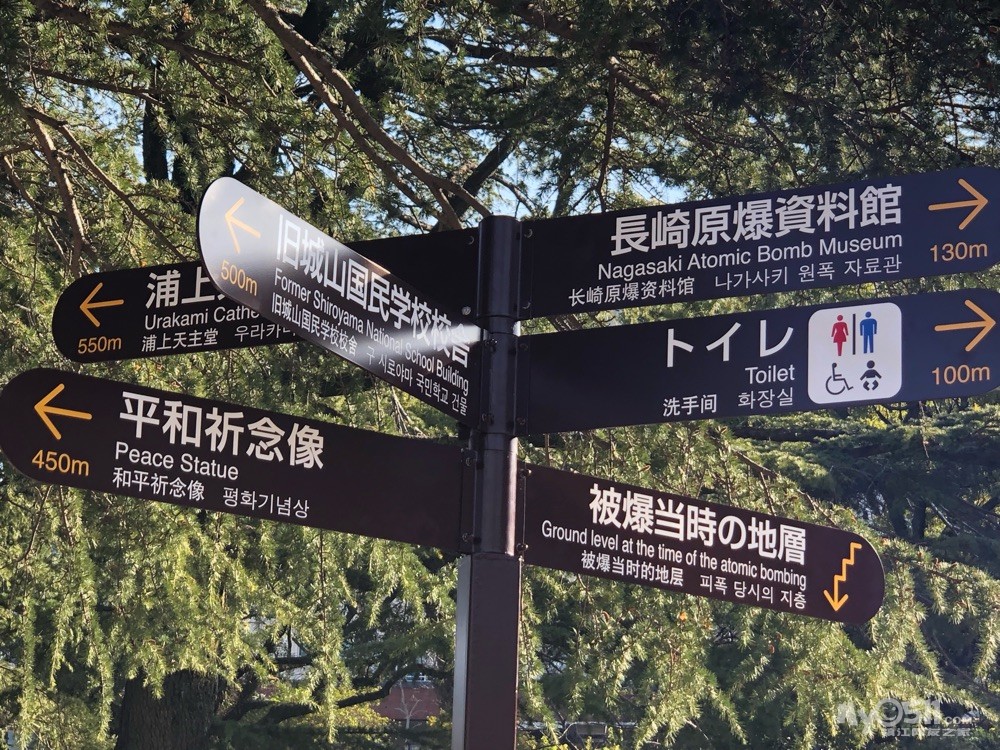 浦上
Urakami
浦上天主堂
550m
旧城山国民学校校舎
Former Shiroyama National School Building
旧城山国民学校校舍 구 시로야마 국민학교 건물
500m
平和祈念像
Peace Statue
和平祈念像 평화기념상
450m
長崎原爆資料館
Nagasaki Atomic Bomb Museum
长崎原爆资料馆 나가사키 원폭 자료관
130m
トイレ
Toilet
洗手间 화장실
100m
被爆当時の地層
Ground level at the time of the atomic bombing
被爆当时的地层 피폭 당시의 지층